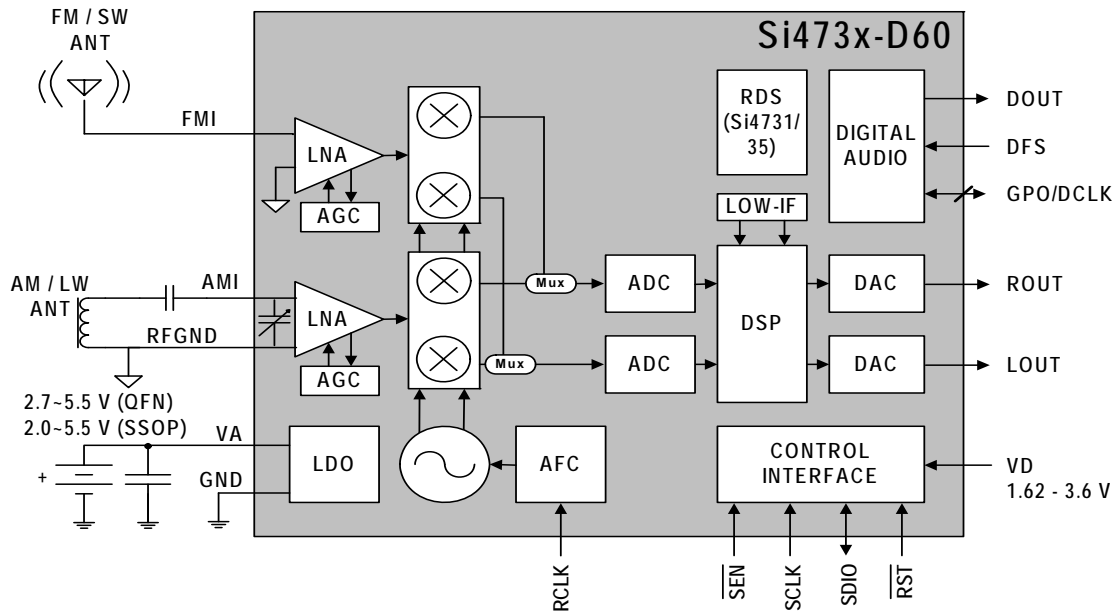 FM / SW
ANT
Si473x-D60
FMI
LNA
AGC
RDS
(Si4731/
35)
DIGITAL
AUDIO
DOUT
DFS
GPO/DCLK
LOW-IF
AM / LW
ANT
AMI
RFGND
LNA
AGC
Mux
Mux
ADC
ADC
DSP
DAC
DAC
ROUT
LOUT
2.7~5.5 V (QFN)
2.0~5.5 V (SSOP)
VA
+
GND
LDO
AFC
CONTROL
INTERFACE
VD
1.62 - 3.6 V
RCLK
SEN
SCLK
SDIO
RST